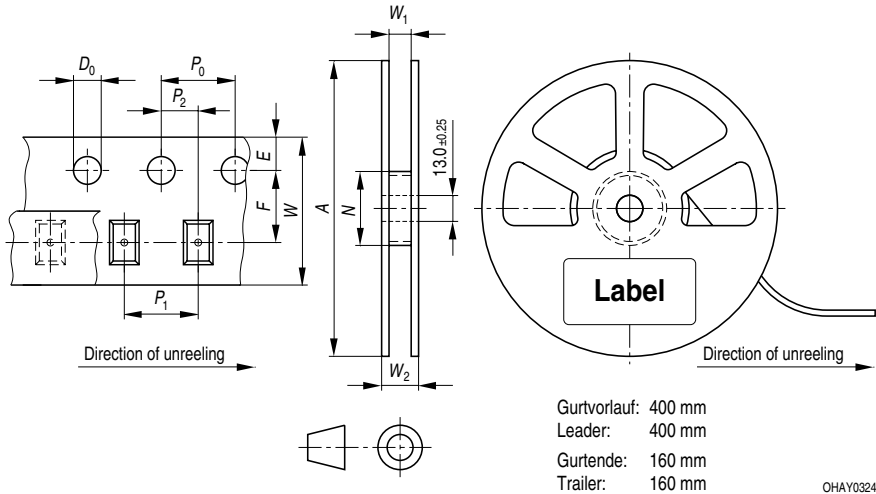 W1
D0
P0
P2
E
F
W
A
N
13.0 ±0.25
Label
P1
Direction of unreeling
W2
Direction of unreeling
Gurtvorlauf: 400 mm
Leader: 400 mm
Gurtende: 160 mm
Trailer: 160 mm
OHAY0324